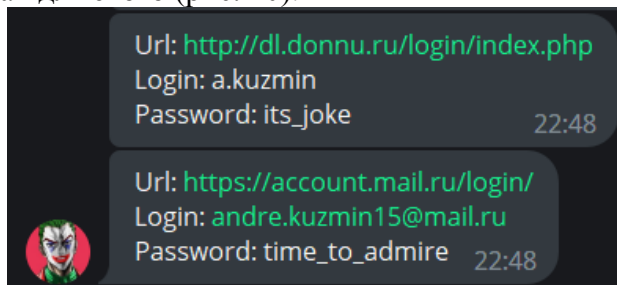 Url: http://dl.donnu.ru/login/index.php
Login: a.kuzmin
Password: its_joke
22:48
Url: https://account.mail.ru/login/
Login: andre.kuzmin15@mail.ru
Password: time_to_admire
22:48